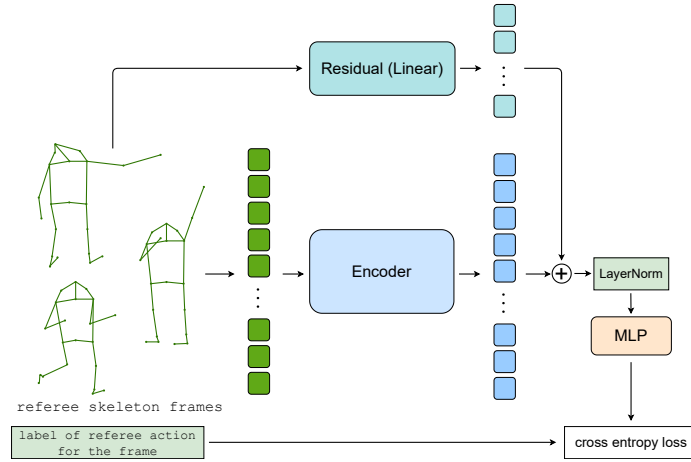 Residual (Linear)
Encoder
LayerNorm
MLP
referee skeleton frames
label of referee action
for the frame
cross entropy loss